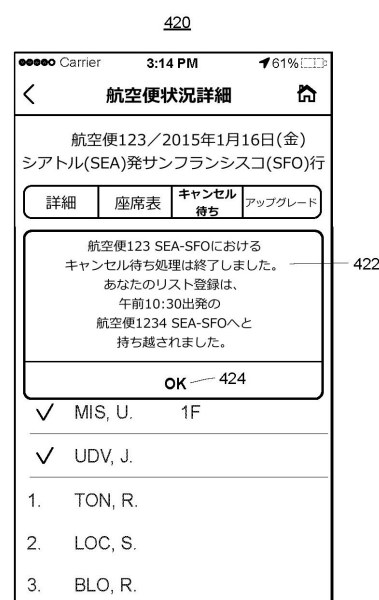 420
Carrier 3:14 PM 61%
航空便状況詳細
航空便123／2015年1月16日(金)
シアトル(SEA)発サンフランシスコ(SFO)行
詳細 座席表 キャンセル待ち アップグレード
航空便123 SEA-SFOにおける
キャンセル待ち処理は終了しました。 422
あなたのリスト登録は、
午前10:30出発の
航空便1234 SEA-SFOへと
持ち越されました。
OK 424
MIS, U. 1F
UDV, J.
1. TON, R.
2. LOC, S.
3. BLO, R.